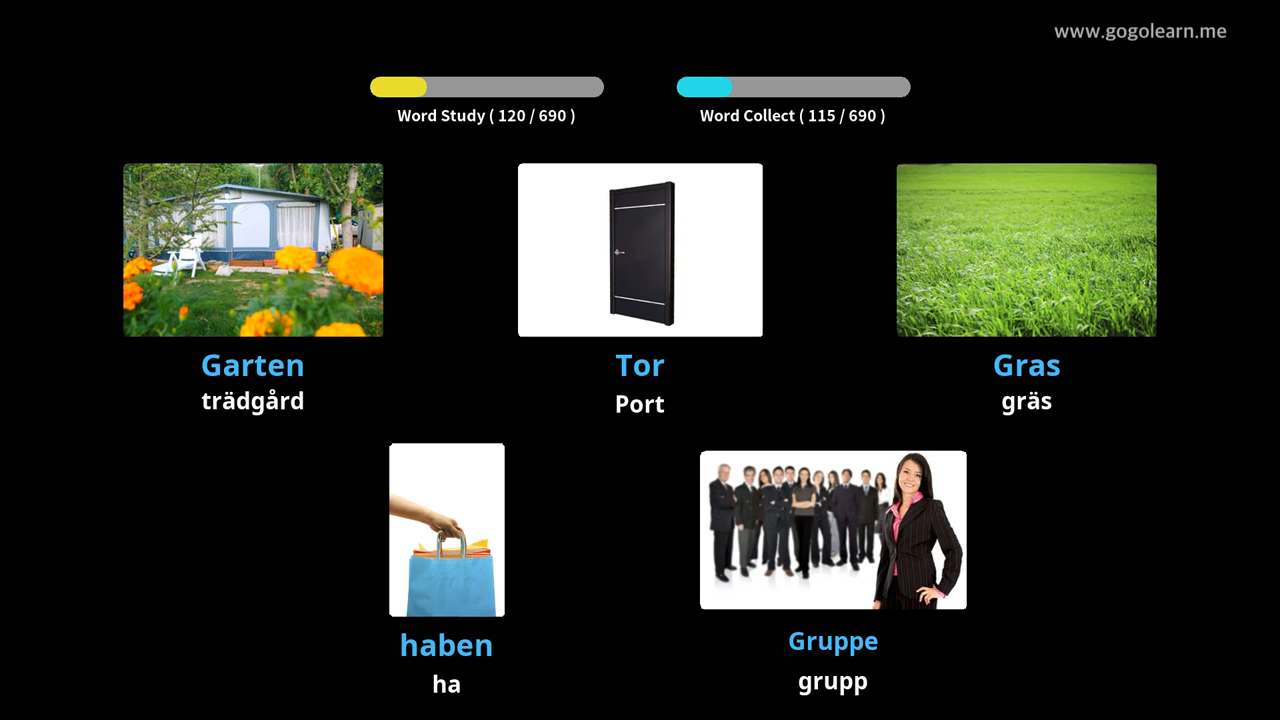 www.gogolearn.me
Word Study ( 120 / 690 )
Word Collect ( 115 / 690 )
Garten
trädgård
Tor
Port
Gras
gräs
haben
ha
Gruppe
grupp